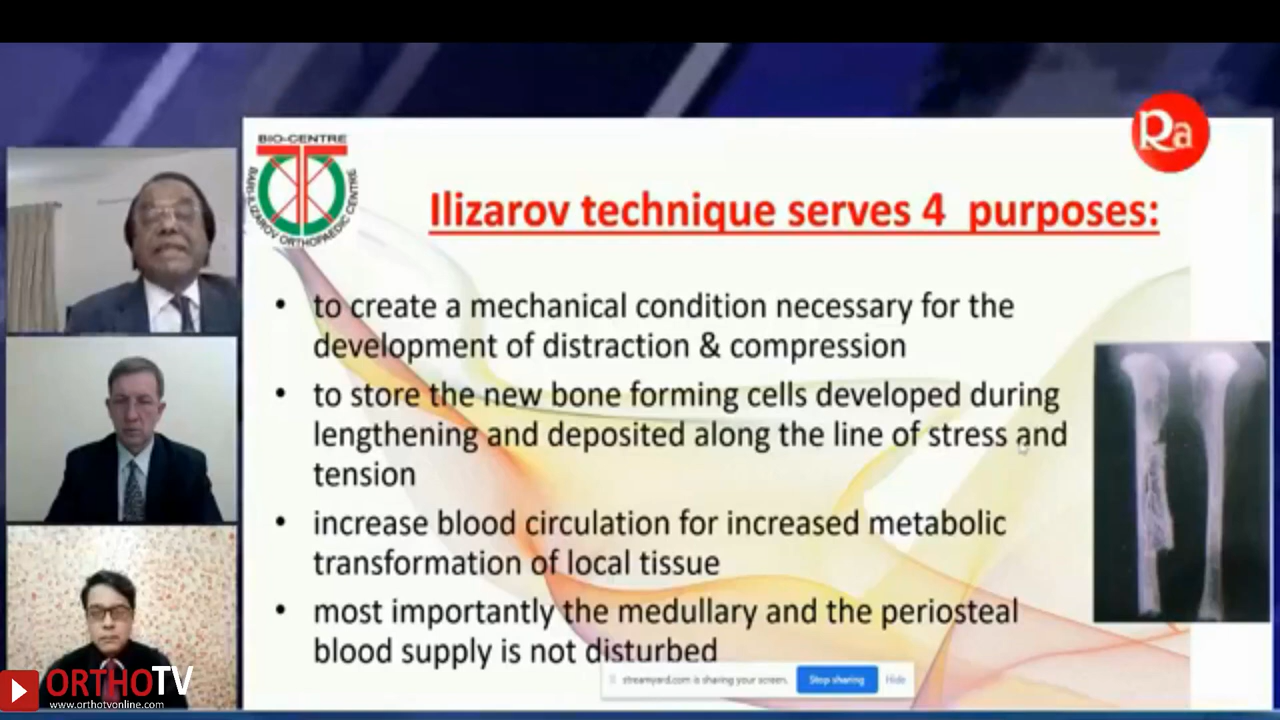 BIO-CENTRE
BARI-ILIZAROV ORTHOPAEDIC CENTRE
Ra
Ilizarov technique serves 4 purposes:
• to create a mechanical condition necessary for the
development of distraction & compression
• to store the new bone forming cells developed during
lengthening and deposited along the line of stress and
tension
• increase blood circulation for increased metabolic
transformation of local tissue
• most importantly the medullary and the periosteal
blood supply is not disturbed
streamyard.com is sharing your screen.
Stop sharing
Hide
ORTHOTV
www.orthotvonline.com